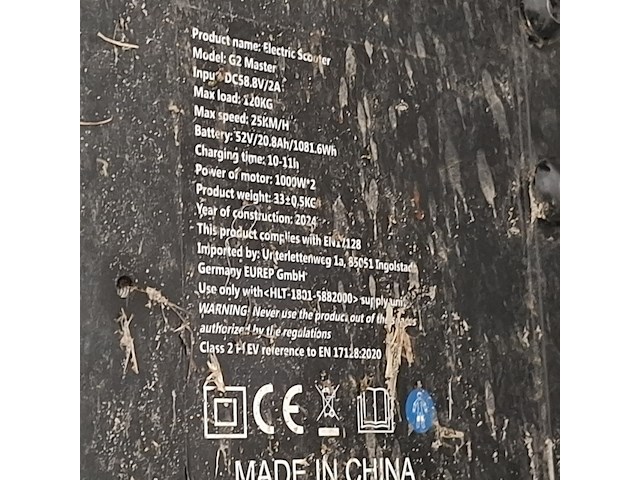 Product name: Electric Scooter
Model: G2 Master
Input: DC58.8V/2A
Max load: 120KG
Max speed: 25KM/H
Battery: 52V/20.8Ah/1081.6Wh
Charging time: 10-11h
Power of motor: 1000W*2
Product weight: 33±0.5KG
Year of construction: 2024
This product complies with EN17128
Imported by: Unterlettenweg 1a, 85051 Ingolstadt
Germany EUREP GmbH
Use only with<HLT-1801-5882000> supply unit
WARNING: Never use the product out of the spaces
authorized by the regulations
Class 2 EV reference to EN 17128:2020
CE
MADE IN CHINA